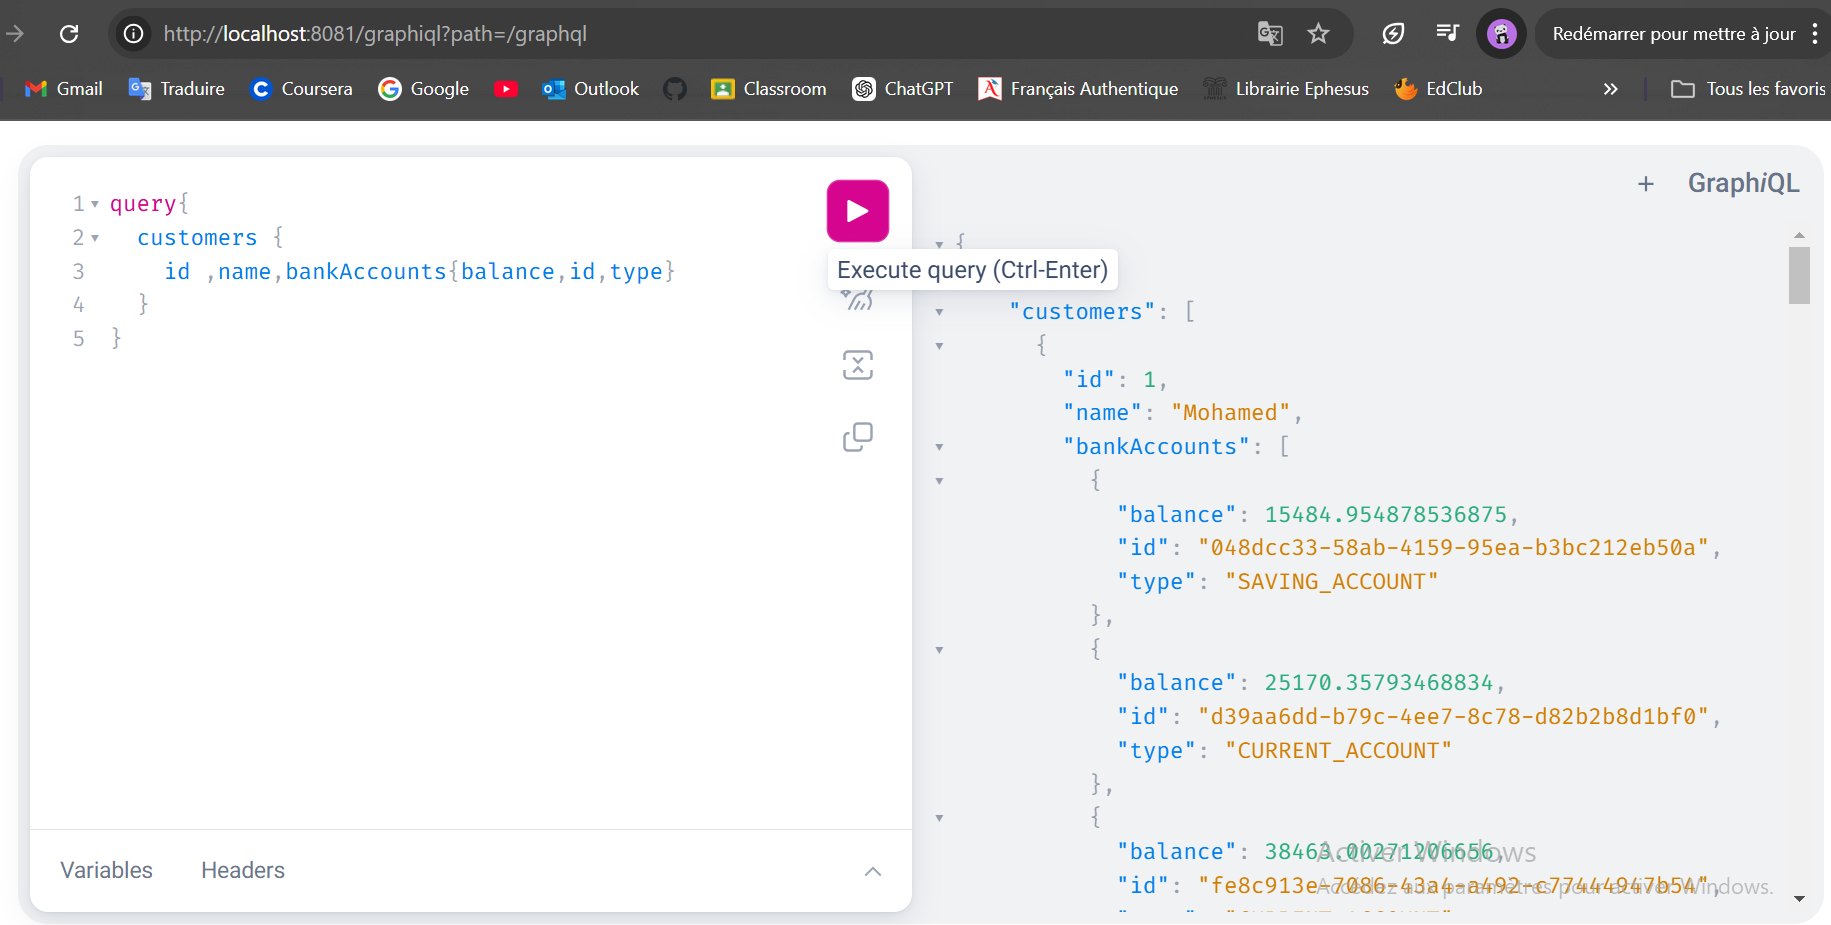 http://localhost:8081/graphiql?path=/graphql
Redémarrer pour mettre à jour
Gmail Traduire Coursera Google Outlook Classroom ChatGPT Français Authentique Librairie Ephesus EdClub » Tous les favoris
GraphiQL
1 query{
2 customers {
3 id ,name,bankAccounts{balance,id,type}
4 }
5 }
Execute query (Ctrl-Enter)
{
"customers": [
{
"id": 1,
"name": "Mohamed",
"bankAccounts": [
{
"balance": 15484.954878536875,
"id": "048dcc33-58ab-4159-95ea-b3bc212eb50a",
"type": "SAVING_ACCOUNT"
},
{
"balance": 25170.35793468834,
"id": "d39aa6dd-b79c-4ee7-8c78-d82b2b8d1bf0",
"type": "CURRENT_ACCOUNT"
},
{
"balance": 38463.00271206656,
"id": "fe8c913e-7086-43a4-a492-c77444947b54",
Activer Windows
Accédez aux paramètres pour activer Windows.
Variables Headers